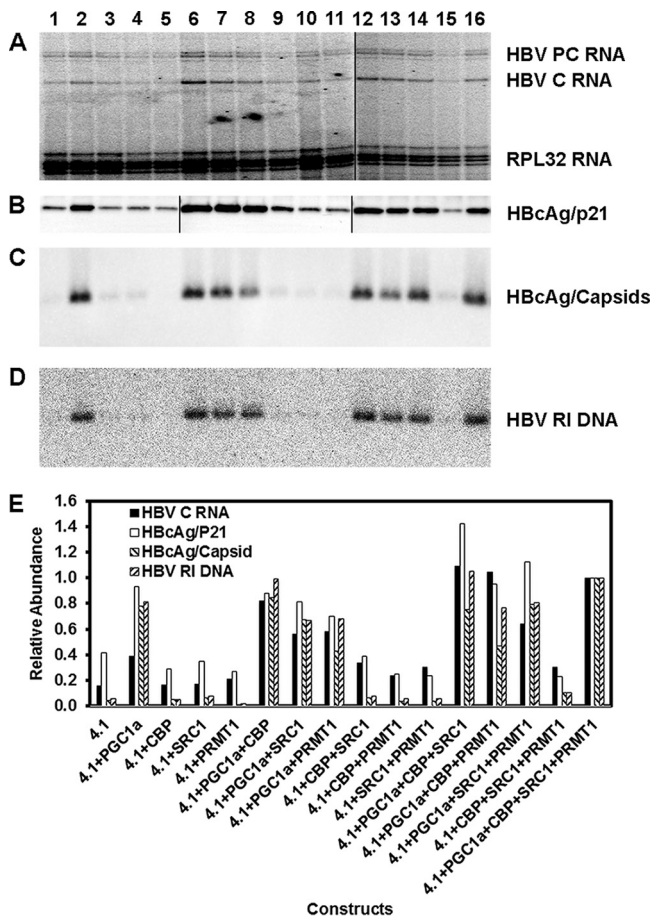 1 2 3 4 5 6 7 8 9 10 11 12 13 14 15 16
A
HBV PC RNA
HBV C RNA
RPL32 RNA
B
HBcAg/p21
C
HBcAg/Capsids
D
HBV RI DNA
E
HBV C RNA
HBcAg/P21
HBcAg/Capsid
HBV RI DNA
Relative Abundance
1.6
1.4
1.2
1.0
0.8
0.6
0.4
0.2
0.0
4.1
4.1+PGC1a
4.1+CBP
4.1+SRC1
4.1+PRMT1
4.1+PGC1a+CBP
4.1+PGC1a+SRC1
4.1+PGC1a+PRMT1
4.1+CBP+SRC1
4.1+CBP+PRMT1
4.1+SRC1+PRMT1
4.1+PGC1a+CBP+SRC1
4.1+PGC1a+CBP+PRMT1
4.1+PGC1a+SRC1+PRMT1
4.1+CBP+SRC1+PRMT1
4.1+PGC1a+CBP+SRC1+PRMT1
Constructs